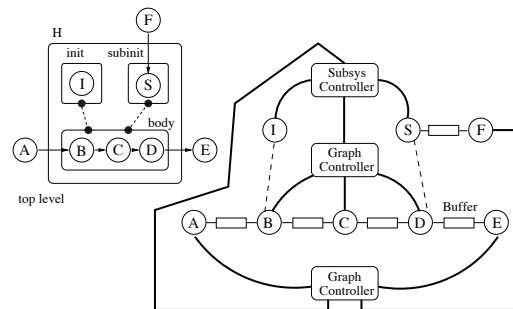 F
H
init
subinit
I
S
body
A
B
C
D
E
top level
Subsys
Controller
I
S
F
Graph
Controller
Buffer
A
B
C
D
E
Graph
Controller